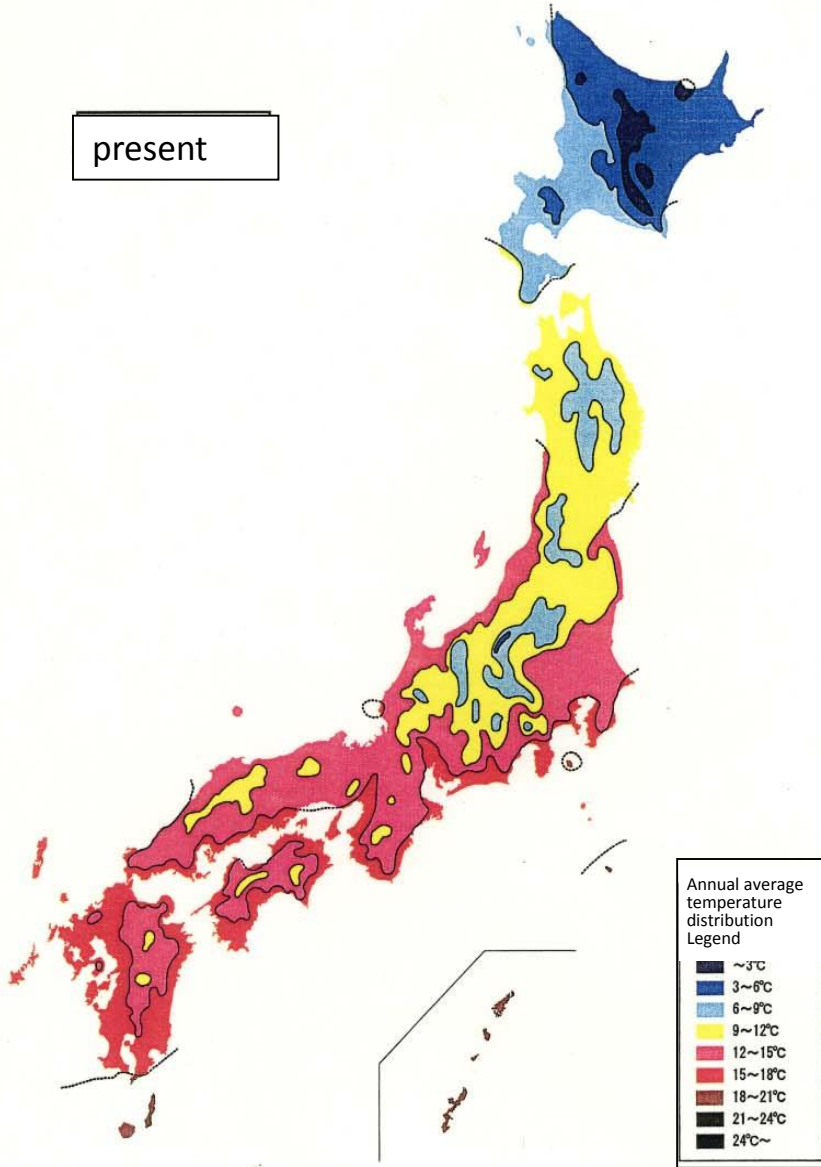 present
Annual average
temperature
distribution
Legend
～3℃
3～6℃
6～9℃
9～12℃
12～15℃
15～18℃
18～21℃
21～24℃
24℃～